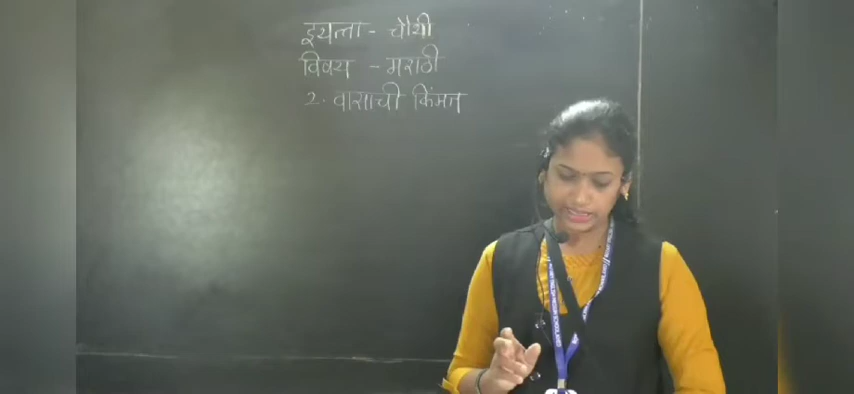 इयत्ता - चौथी
विषय - मराठी
2. वासाची किंमत